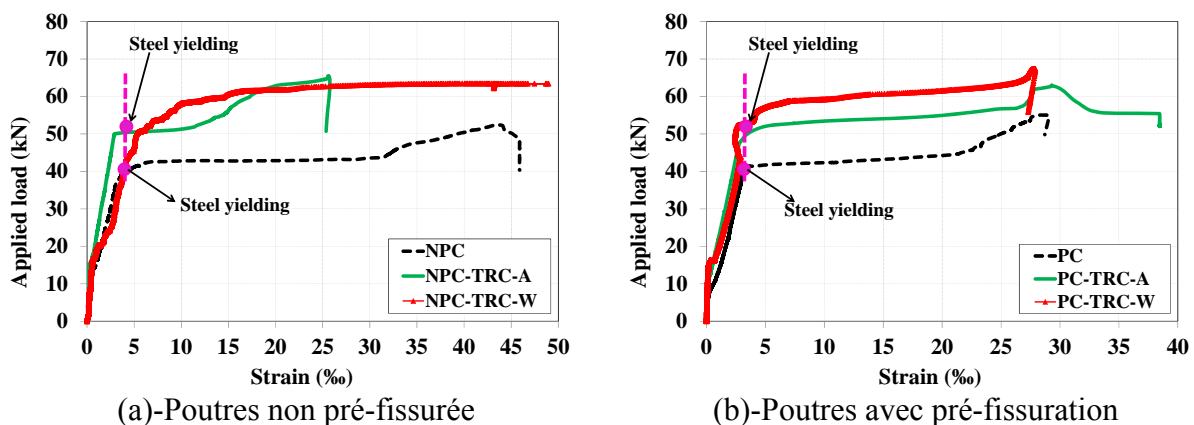 80
70
60
50
40
30
20
10
0
Applied load (kN)
Steel yielding
Steel yielding
NPC
NPC-TRC-A
NPC-TRC-W
0 5 10 15 20 25 30 35 40 45 50
Strain (‰)
(a)-Poutres non pré-fissurée
80
70
60
50
40
30
20
10
0
Applied load (kN)
Steel yielding
Steel yielding
PC
PC-TRC-A
PC-TRC-W
0 5 10 15 20 25 30 35 40
Strain (‰)
(b)-Poutres avec pré-fissuration